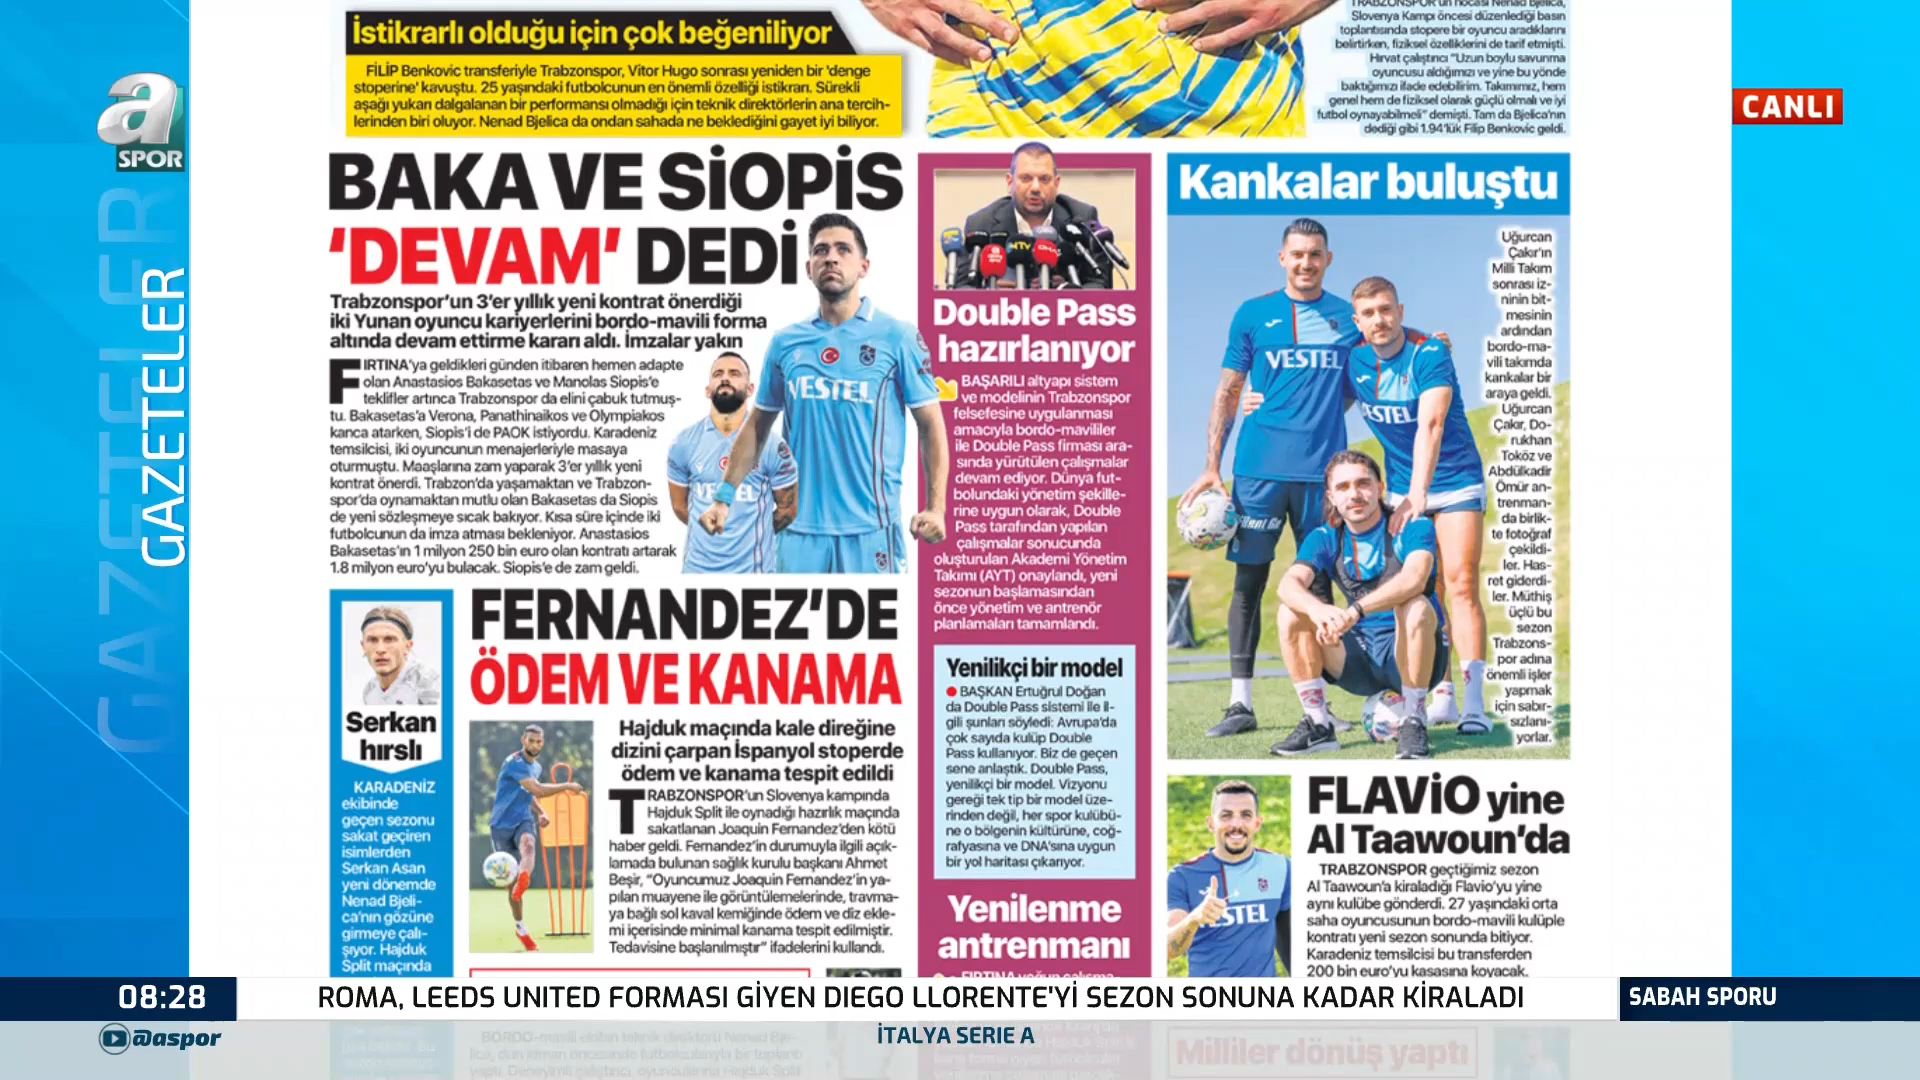 a
SPOR
GAZETELER
GAZETELER
CANLI
İstikrarlı olduğu için çok beğeniliyor
FİLİP Benkovic transferiyle Trabzonspor, Vitor Hugo sonrası yeniden bir 'denge
stoperine' kavuştu. 25 yaşındaki futbolcunun en önemli özelliği istikrarı. Sürekli
aşağı yukarı dalgalanan bir performansı olmadığı için teknik direktörlerin ana tercih-
lerinden biri oluyor. Nenad Bjelica da ondan sahada ne beklediğini gayet iyi biliyor.
TRABZONSPOR'un hocası Nenad Bjelica,
Slovenya Kampı öncesi düzenlediği basın
toplantısında stopere bir oyuncu aradıklarını
belirtirken, fiziksel özelliklerini de tarif etmişti.
Hırvat çalıştırıcı "Uzun boylu savunma
oyuncusu aldığımızı ve yine bu yönde
baktığımızı ifade edebilirim. Takımımız, hem
genel hem de fiziksel olarak güçlü olmalı ve iyi
futbol oynayabilmeli" demişti. Tam da Bjelica'nın
dediği gibi 1.94'lük Filip Benkovic geldi.
BAKA VE SİOPİS
'DEVAM' DEDİ
Trabzonspor'un 3'er yıllık yeni kontrat önerdiği
iki Yunan oyuncu kariyerlerini bordo-mavili forma
altında devam ettirme kararı aldı. İmzalar yakın
FIRTINA'ya geldikleri günden itibaren hemen adapte
olan Anastasios Bakasetas ve Manolas Siopis'e
teklifler artınca Trabzonspor da elini çabuk tutmuş-
tu. Bakasetas'a Verona, Panathinaikos ve Olympiakos
kanca atarken, Siopis'i de PAOK istiyordu. Karadeniz
temsilcisi, iki oyuncunun menajerleriyle masaya
oturmuştu. Maaşlarına zam yaparak 3'er yıllık yeni
kontrat önerdi. Trabzon'da yaşamaktan ve Trabzon-
spor'da oynamaktan mutlu olan Bakasetas da Siopis
de yeni sözleşmeye sıcak bakıyor. Kısa süre içinde iki
futbolcunun da imza atması bekleniyor. Anastasios
Bakasetas'ın 1 milyon 250 bin euro olan kontratı artarak
1.8 milyon euro'yu bulacak. Siopis'e de zam geldi.
VESTEL
Serkan
hırslı
KARADENİZ
ekibinde
geçen sezonu
sakat geçiren
isimlerden
Serkan Asan
yeni dönemde
Nenad Bjeli-
ca'nın gözüne
girmeye çalı-
şıyor. Hajduk
Split maçında
FERNANDEZ'DE
ÖDEM VE KANAMA
Hajduk maçında kale direğine
dizini çarpan İspanyol stoperde
ödem ve kanama tespit edildi
TRABZONSPOR'un Slovenya kampında
Hajduk Split ile oynadığı hazırlık maçında
sakatlanan Joaquin Fernandez'den kötü
haber geldi. Fernandez'in durumuyla ilgili açık-
lamada bulunan sağlık kurulu başkanı Ahmet
Beşir, "Oyuncumuz Joaquin Fernandez'in ya-
pılan muayene ile görüntülemelerinde, travma-
ya bağlı sol kaval kemiğinde ödem ve diz ekle-
mi içerisinde minimal kanama tespit edilmiştir.
Tedavisine başlanılmıştır" ifadelerini kullandı.
NTV
Double Pass
hazırlanıyor
BAŞARILI altyapı sistem
ve modelinin Trabzonspor
felsefesine uygulanması
amacıyla bordo-mavililer
ile Double Pass firması ara-
sında yürütülen çalışmalar
devam ediyor. Dünya fut-
bolundaki yönetim şekille-
rine uygun olarak, Double
Pass tarafından yapılan
çalışmalar sonucunda
oluşturulan Akademi Yönetim
Takımı (AYT) onaylandı, yeni
sezonun başlamasından
önce yönetim ve antrenör
planlamaları tamamlandı.
Yenilikçi bir model
BAŞKAN Ertuğrul Doğan
da Double Pass sistemi ile il-
gili şunları söyledi: Avrupa'da
çok sayıda kulüp Double
Pass kullanıyor. Biz de geçen
sene anlaştık. Double Pass,
yenilikçi bir model. Vizyonu
gereği tek tip bir model üze-
rinden değil, her spor kulübü-
ne o bölgenin kültürüne, coğ-
rafyasına ve DNA'sına uygun
bir yol haritası çıkarıyor.
Yenilenme
antrenmanı
Kankalar buluştu
VESTEL
VESTEL
Uğurcan
Çakır'ın
Milli Takım
sonrası iz-
ninin bit-
mesinin
ardından
bordo-ma-
vili takımda
kankalar bir
araya geldi.
Uğurcan
Çakır, Do-
rukhan
Toköz ve
Abdülkadir
Ömür an-
trenman-
da birlik-
te fotoğraf
çekildi-
ler. Has-
ret giderdi-
ler. Müthiş
üçlü bu
sezon
Trabzons-
por adına
önemli işler
yapmak
için sabır-
sızlanı-
yorlar.
FLAVİO yine
Al Taawoun'da
TRABZONSPOR geçtiğimiz sezon
Al Taawoun'a kiraladığı Flavio'yu yine
aynı kulübe gönderdi. 27 yaşındaki orta
saha oyuncusunun bordo-mavili kulüple
kontratı yeni sezon sonunda bitiyor.
Karadeniz temsilcisi bu transferden
200 bin euro'yu kasasına koyacak.
08:28
ROMA, LEEDS UNITED FORMASI GİYEN DIEGO LLORENTE'Yİ SEZON SONUNA KADAR KİRALADI
SABAH SPORU
@aspor
İTALYA SERIE A
Milliler dönüş yaptı